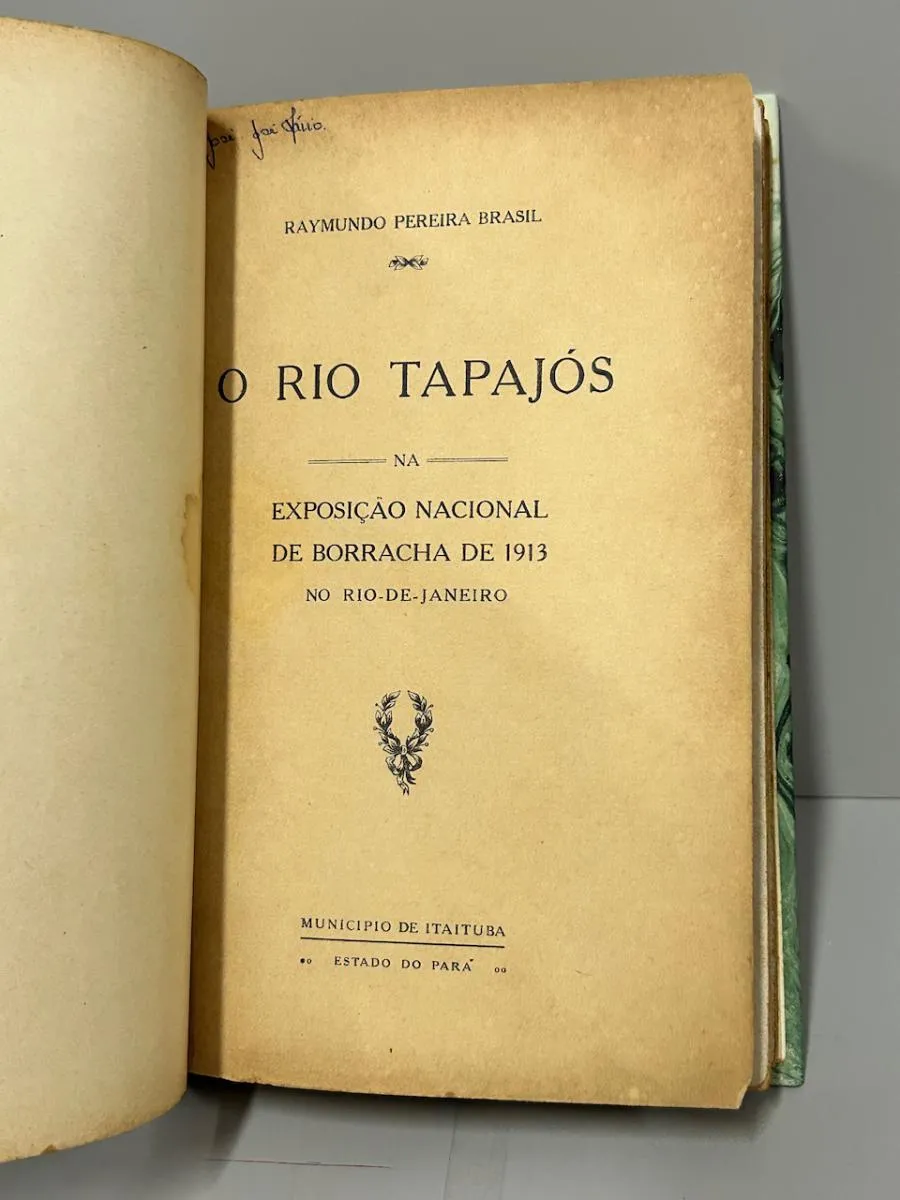 RAYMUNDO PEREIRA BRASIL
O RIO TAPAJÓS
NA
EXPOSIÇÃO NACIONAL
DE BORRACHA DE 1913
NO RIO-DE-JANEIRO
MUNICIPIO DE ITAITUBA
ESTADO DO PARÁ